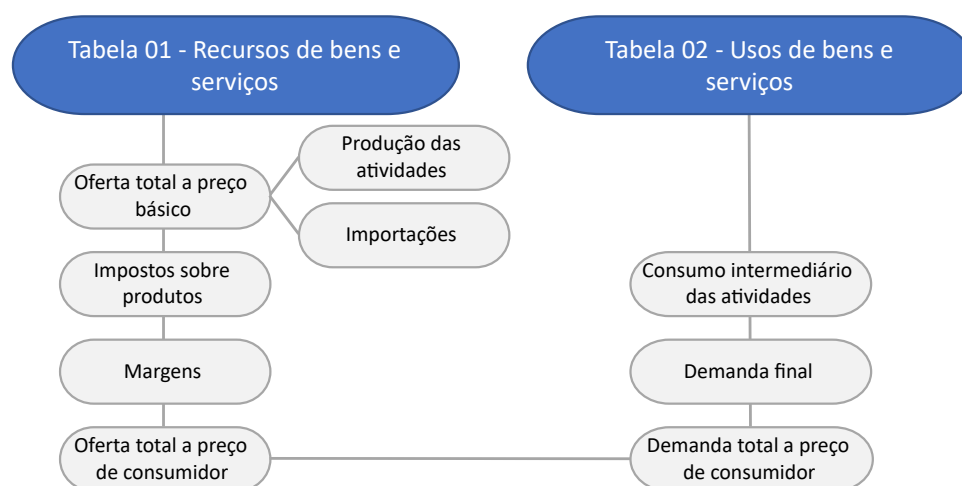 Tabela 01 - Recursos de bens e
serviços
Tabela 02 - Usos de bens e
serviços
Produção das
atividades
Oferta total a preço
básico
Importações
Impostos sobre
produtos
Consumo intermediário
das atividades
Margens
Demanda final
Oferta total a preço
de consumidor
Demanda total a preço
de consumidor